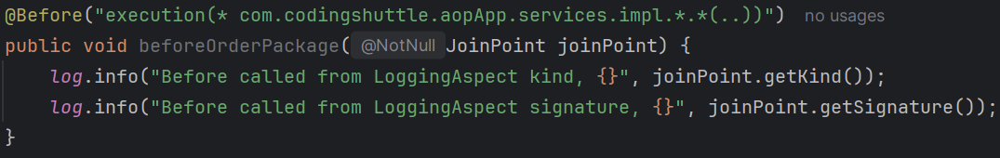 @Before("execution(* com.codingshuttle.aopApp.services.impl.*.*(..))") no usages
public void beforeOrderPackage( @NotNull JoinPoint joinPoint) {
    log.info("Before called from LoggingAspect kind, {}", joinPoint.getKind());
    log.info("Before called from LoggingAspect signature, {}", joinPoint.getSignature());
}